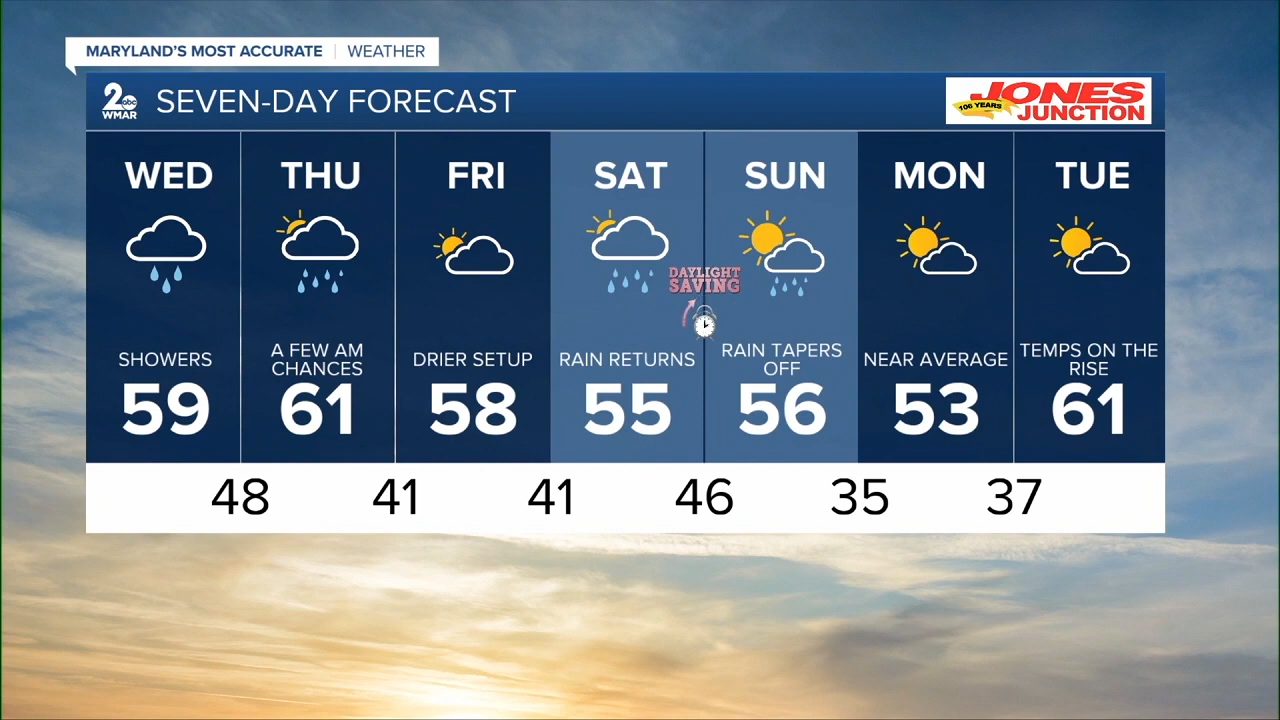 MARYLAND'S MOST ACCURATE | WEATHER
2 abc
WMAR
SEVEN-DAY FORECAST
JONES
106 YEARS
JUNCTION
WED THU FRI SAT SUN MON TUE
DAYLIGHT
SAVING
SHOWERS
A FEW AM
CHANCES
DRIER SETUP
RAIN RETURNS
RAIN TAPERS
OFF
NEAR AVERAGE
TEMPS ON THE
RISE
59 61 58 55 56 53 61
48 41 41 46 35 37